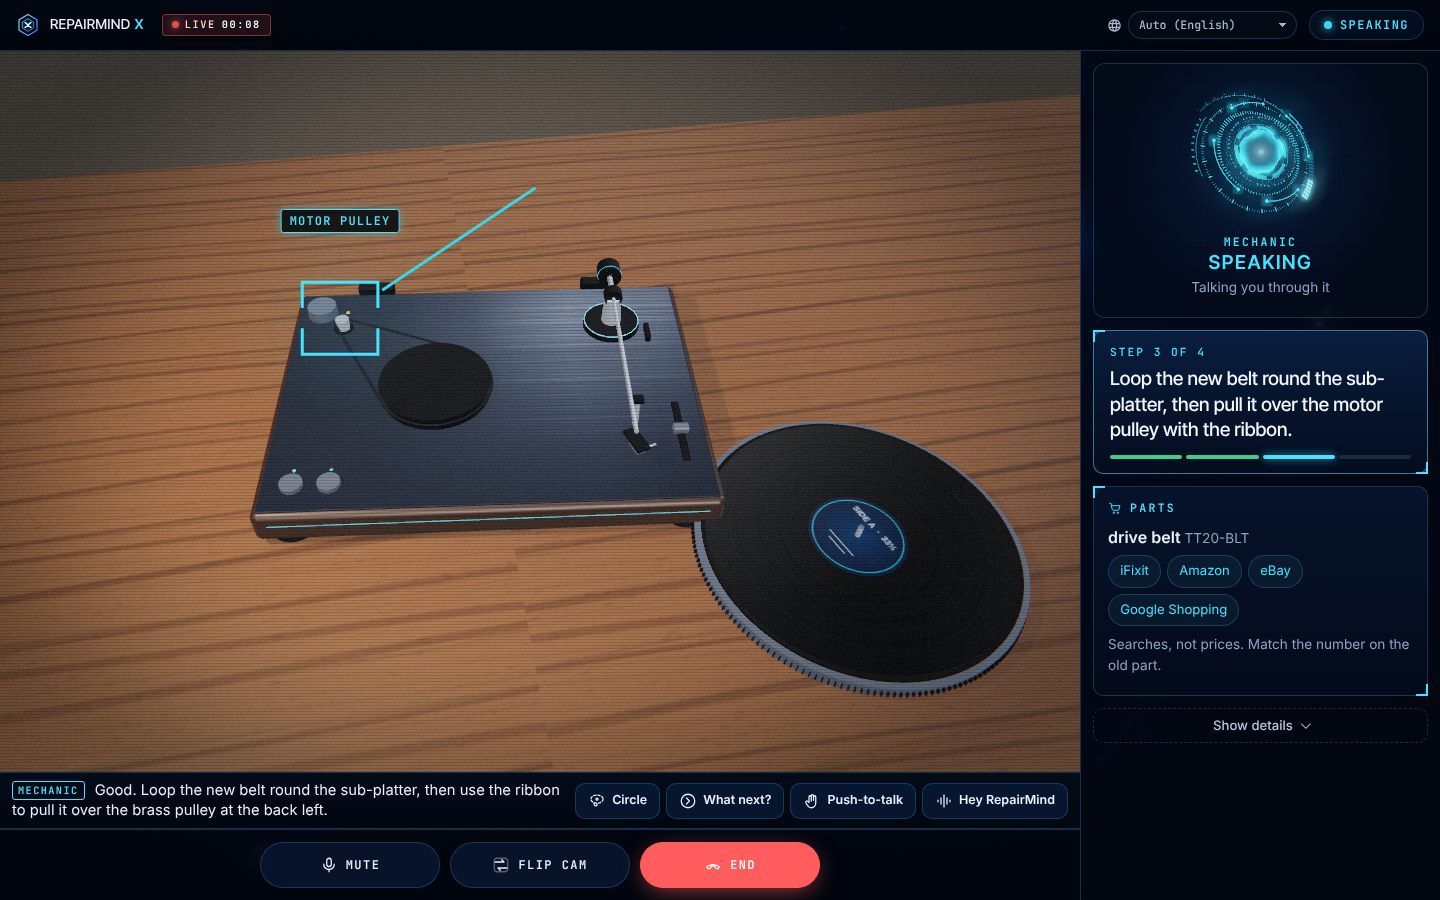 REPAIRMIND X
LIVE 00:08
Auto (English)
SPEAKING
MOTOR PULLEY
SIDE A · 33⅓
MECHANIC
SPEAKING
Talking you through it
STEP 3 OF 4
Loop the new belt round the sub-
platter, then pull it over the motor
pulley with the ribbon.
PARTS
drive belt TT20-BLT
iFixit
Amazon
eBay
Google Shopping
Searches, not prices. Match the number on the
old part.
Show details
MECHANIC Good. Loop the new belt round the sub-platter, then use the ribbon
to pull it over the brass pulley at the back left.
Circle
What next?
Push-to-talk
Hey RepairMind
MUTE
FLIP CAM
END